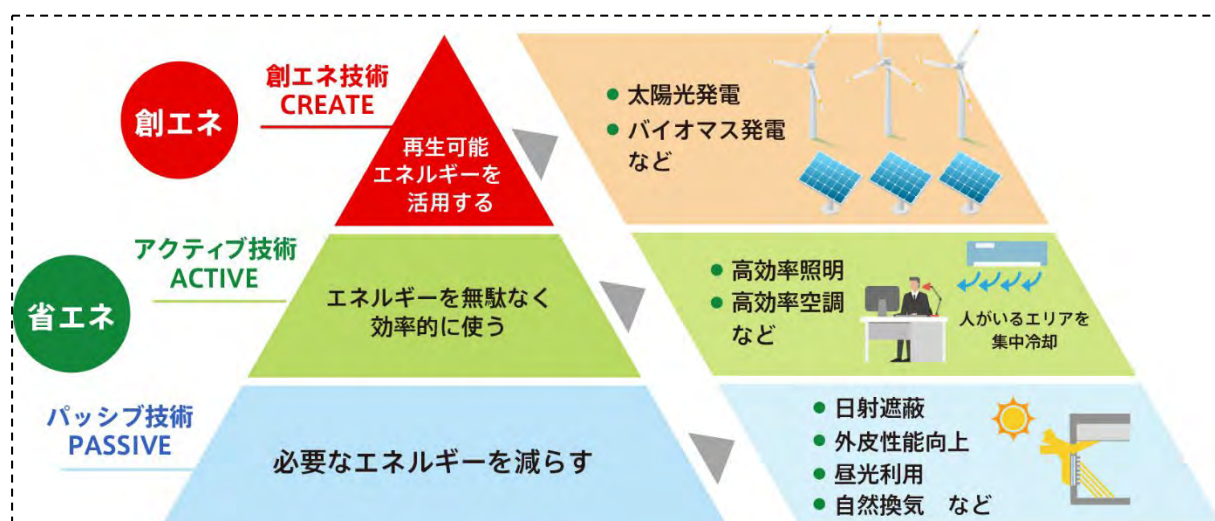 創エネ
創エネ技術
CREATE
再生可能
エネルギーを
活用する
太陽光発電
バイオマス発電
など
省エネ
アクティブ技術
ACTIVE
エネルギーを無駄なく
効率的に使う
高効率照明
高効率空調
など
人がいるエリアを
集中冷却
パッシブ技術
PASSIVE
必要なエネルギーを減らす
日射遮蔽
外皮性能向上
昼光利用
自然換気 など